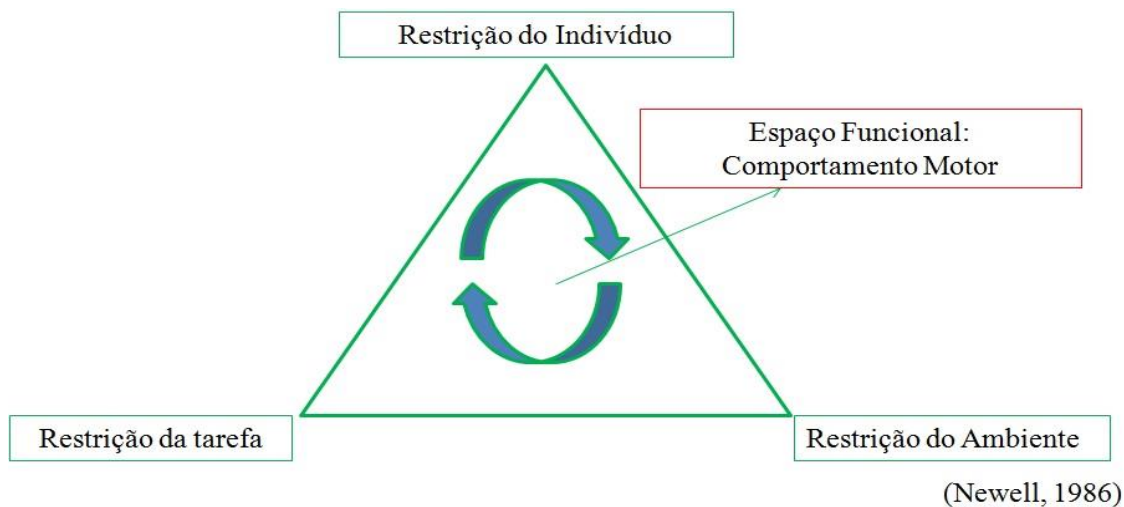 Restrição do Indivíduo
Espaço Funcional:
Comportamento Motor
Restrição da tarefa
Restrição do Ambiente
(Newell, 1986)